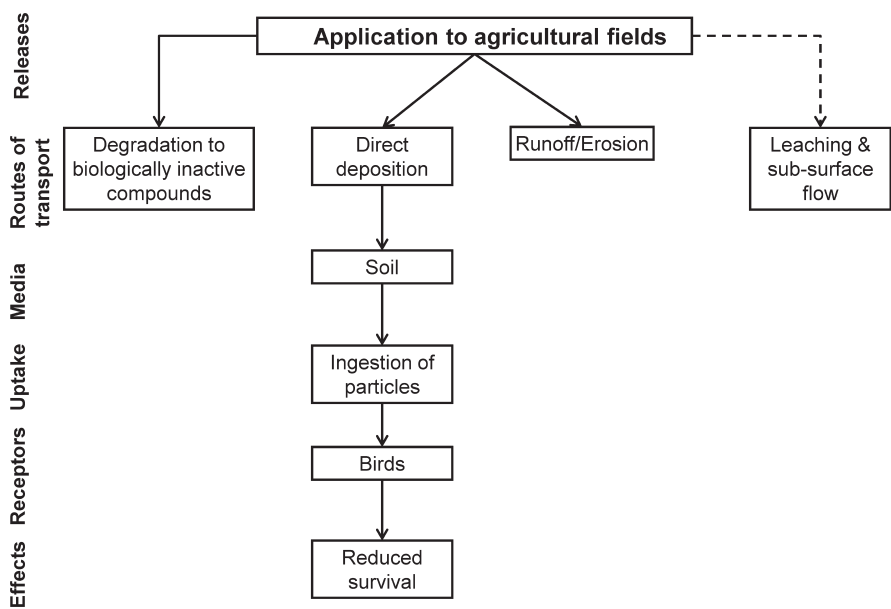 Releases
Application to agricultural fields
Routes of
transport
Degradation to
biologically inactive
compounds
Direct
deposition
Runoff/Erosion
Leaching &
sub-surface
flow
Media
Soil
Uptake
Ingestion of
particles
Receptors
Birds
Effects
Reduced
survival